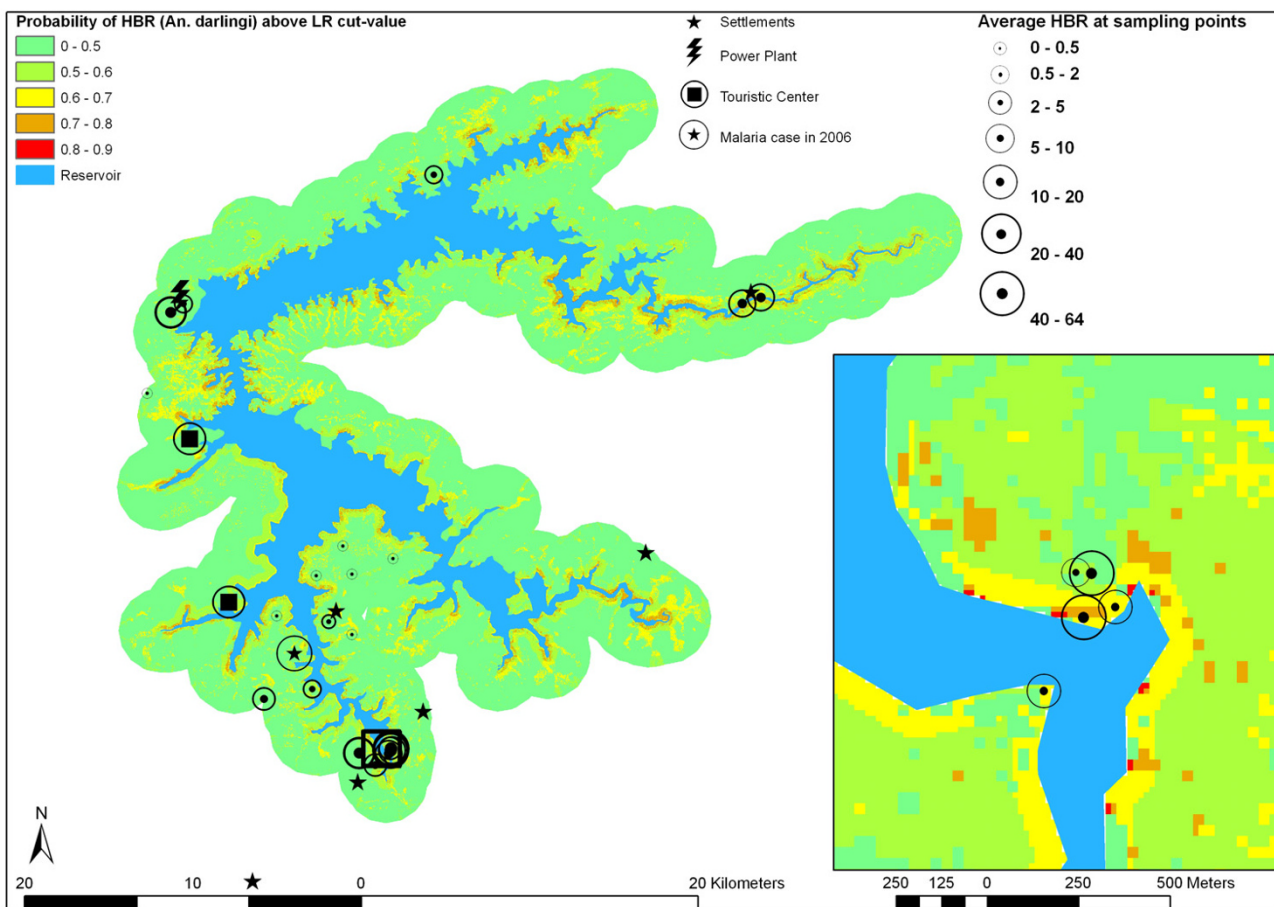 Probability of HBR (An. darlingi) above LR cut-value
0 - 0.5
0.5 - 0.6
0.6 - 0.7
0.7 - 0.8
0.8 - 0.9
Reservoir
Settlements
Power Plant
Touristic Center
Malaria case in 2006
Average HBR at sampling points
0 - 0.5
0.5 - 2
2 - 5
5 - 10
10 - 20
20 - 40
40 - 64
N
20 10 0 20 Kilometers
250 125 0 250 500 Meters